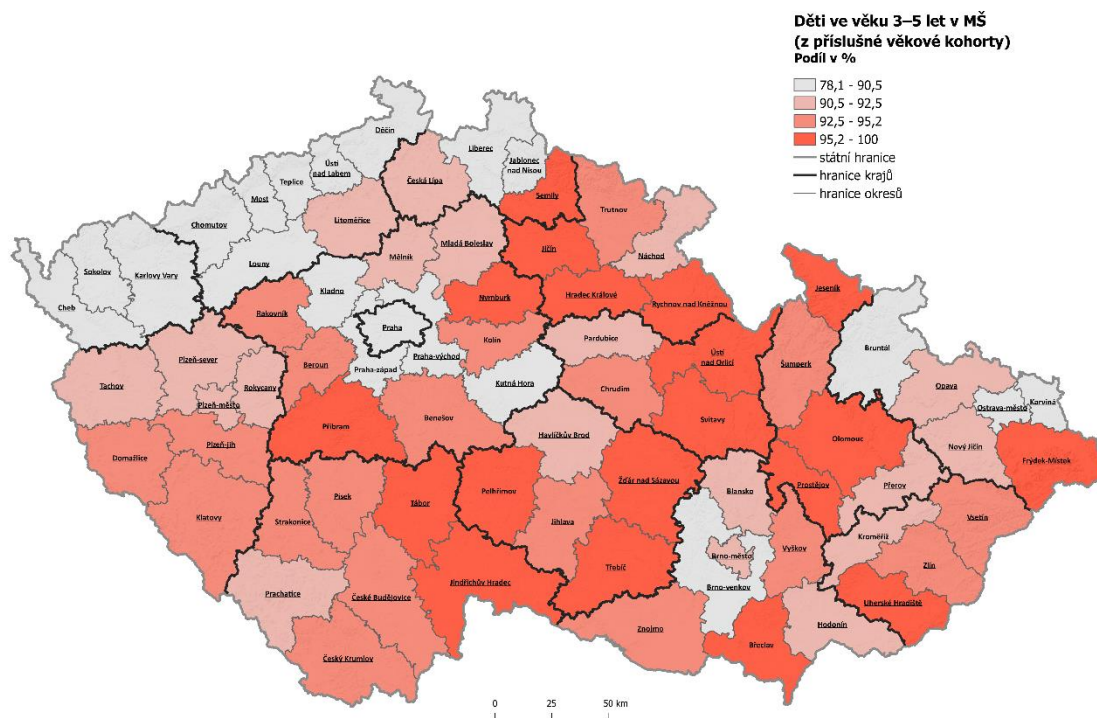 Děti ve věku 3–5 let v MŠ
(z příslušné věkové kohorty)
Podíl v %
78,1 - 90,5
90,5 - 92,5
92,5 - 95,2
95,2 - 100
státní hranice
hranice krajů
hranice okresů
Děčín
Liberec
Jablonec
nad Nisou
Ústí
nad Labem
Teplice
Most
Česká Lípa
Semily
Trutnov
Chomutov
Litoměřice
Mladá Boleslav
Jičín
Náchod
Mělník
Louny
Sokolov
Karlovy Vary
Cheb
Kladno
Nymburk
Hradec Králové
Rychnov nad Kněžnou
Jeseník
Rakovník
Praha
Kolín
Pardubice
Bruntál
Plzeň-sever
Beroun
Praha-východ
Praha-západ
Ústí
nad Orlicí
Šumperk
Opava
Tachov
Rokycany
Plzeň-město
Kutná Hora
Chrudim
Ostrava-město
Karviná
Příbram
Benešov
Svitavy
Havlíčkův Brod
Olomouc
Nový Jičín
Frýdek-Místek
Plzeň-jih
Domažlice
Klatovy
Strakonice
Písek
Tábor
Pelhřimov
Žďár nad Sázavou
Prostějov
Přerov
Blansko
Jihlava
Vsetín
Kroměříž
Vyškov
Brno-město
Zlín
Třebíč
Brno-venkov
Jindřichův Hradec
Prachatice
České Budějovice
Uherské Hradiště
Hodonín
Znojmo
Břeclav
Český Krumlov
0 25 50 km